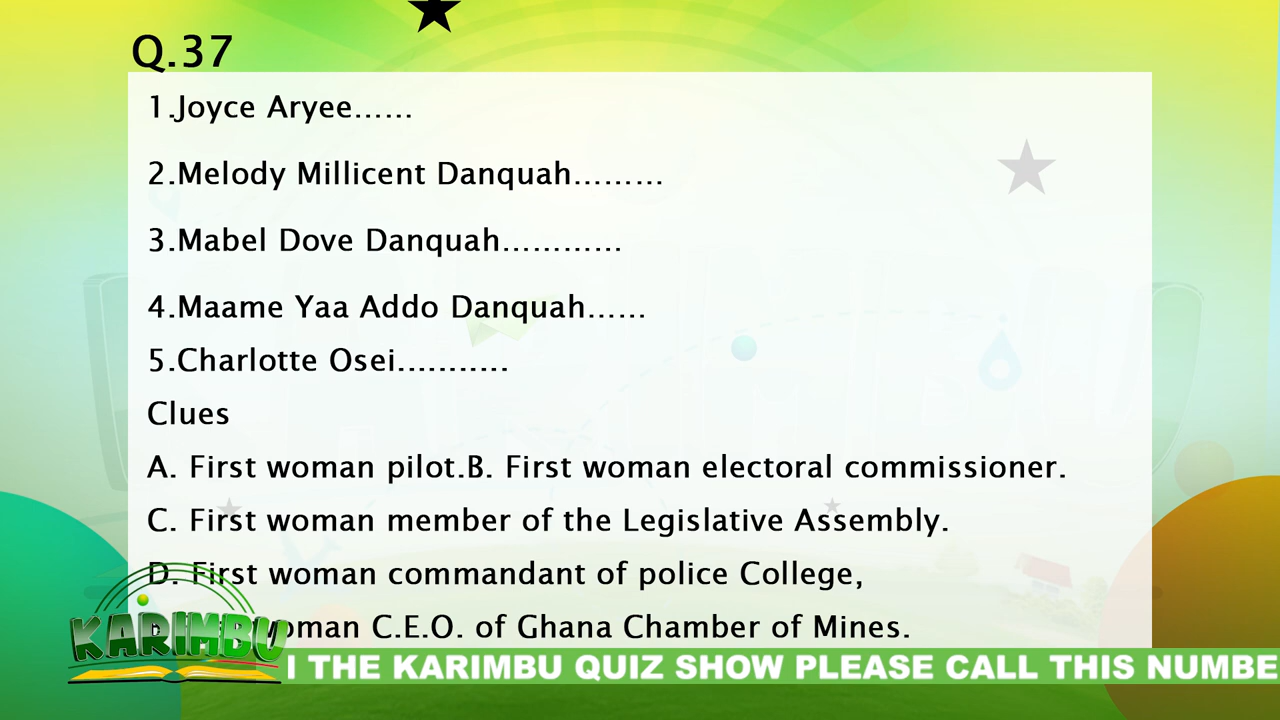 Q.37
1.Joyce Aryee......
2.Melody Millicent Danquah.........
3.Mabel Dove Danquah............
4.Maame Yaa Addo Danquah......
5.Charlotte Osei...........
Clues
A. First woman pilot.B. First woman electoral commissioner.
C. First woman member of the Legislative Assembly.
D. First woman commandant of police College,
woman C.E.O. of Ghana Chamber of Mines.
KARIMBU
THE KARIMBU QUIZ SHOW PLEASE CALL THIS NUMBE